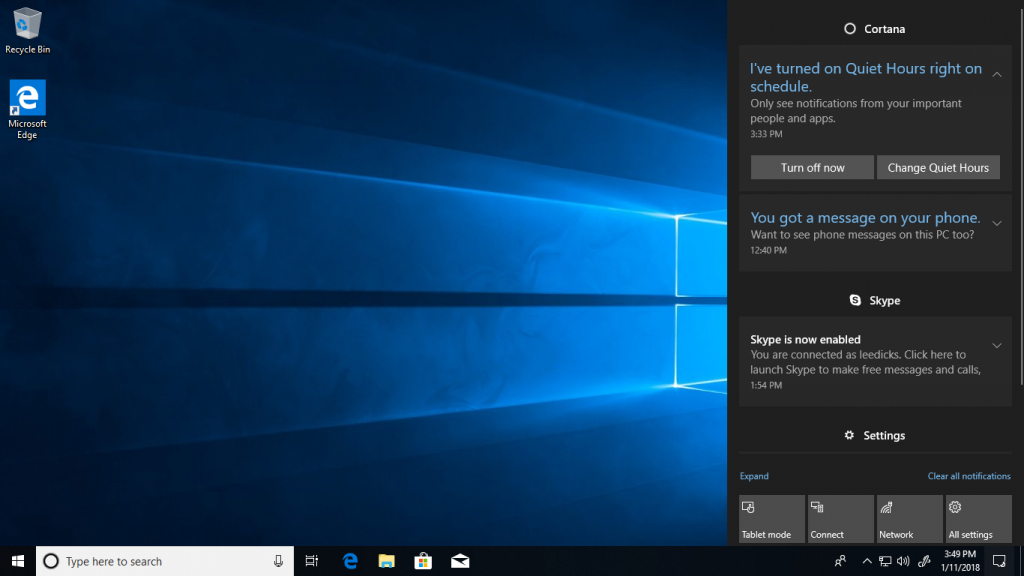 Recycle Bin
Microsoft
Edge
Cortana
I've turned on Quiet Hours right on
schedule.
Only see notifications from your important
people and apps.
3:33 PM
Turn off now
Change Quiet Hours
You got a message on your phone.
Want to see phone messages on this PC too?
12:40 PM
Skype
Skype is now enabled
You are connected as leedicks. Click here to
launch Skype to make free messages and calls,
1:54 PM
Settings
Expand
Clear all notifications
Tablet mode
Connect
Network
All settings
Type here to search
3:49 PM
1/11/2018